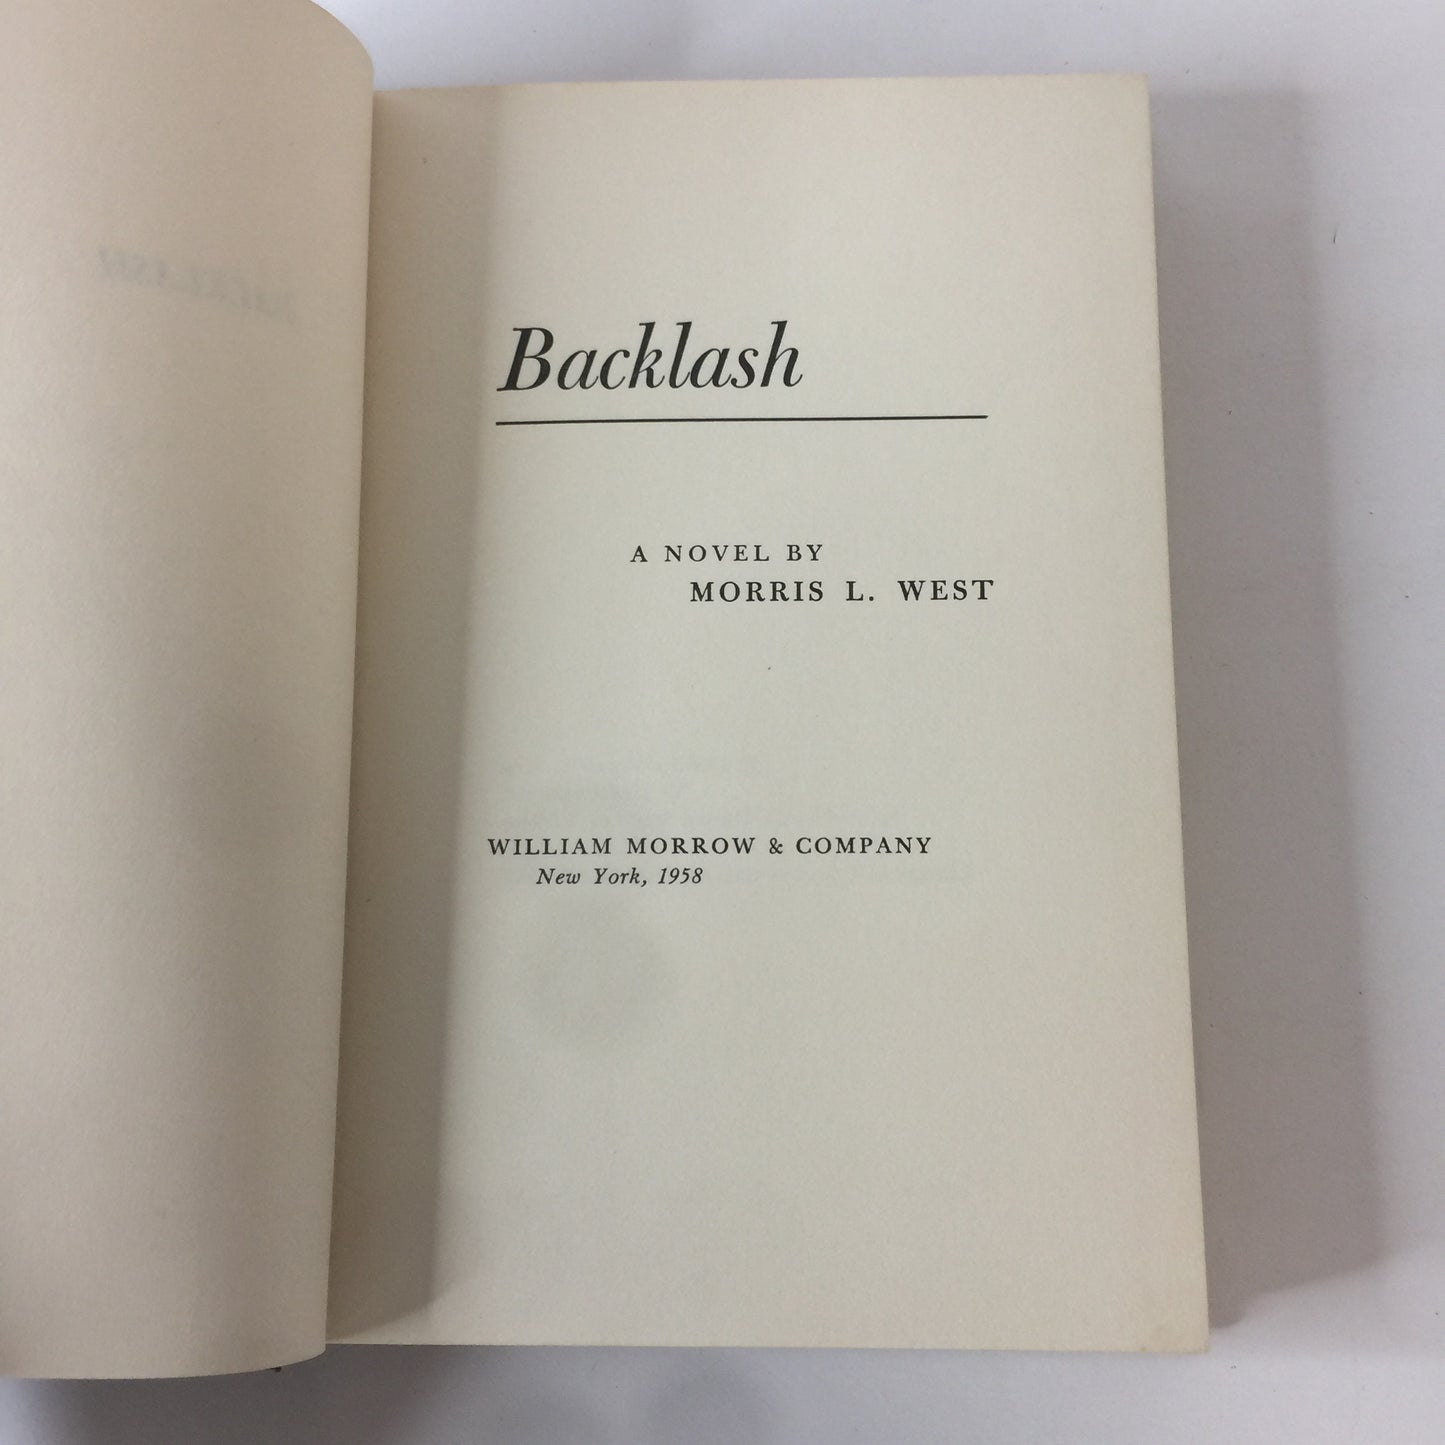 Backlash
A NOVEL BY
MORRIS L. WEST
WILLIAM MORROW & COMPANY
New York, 1958